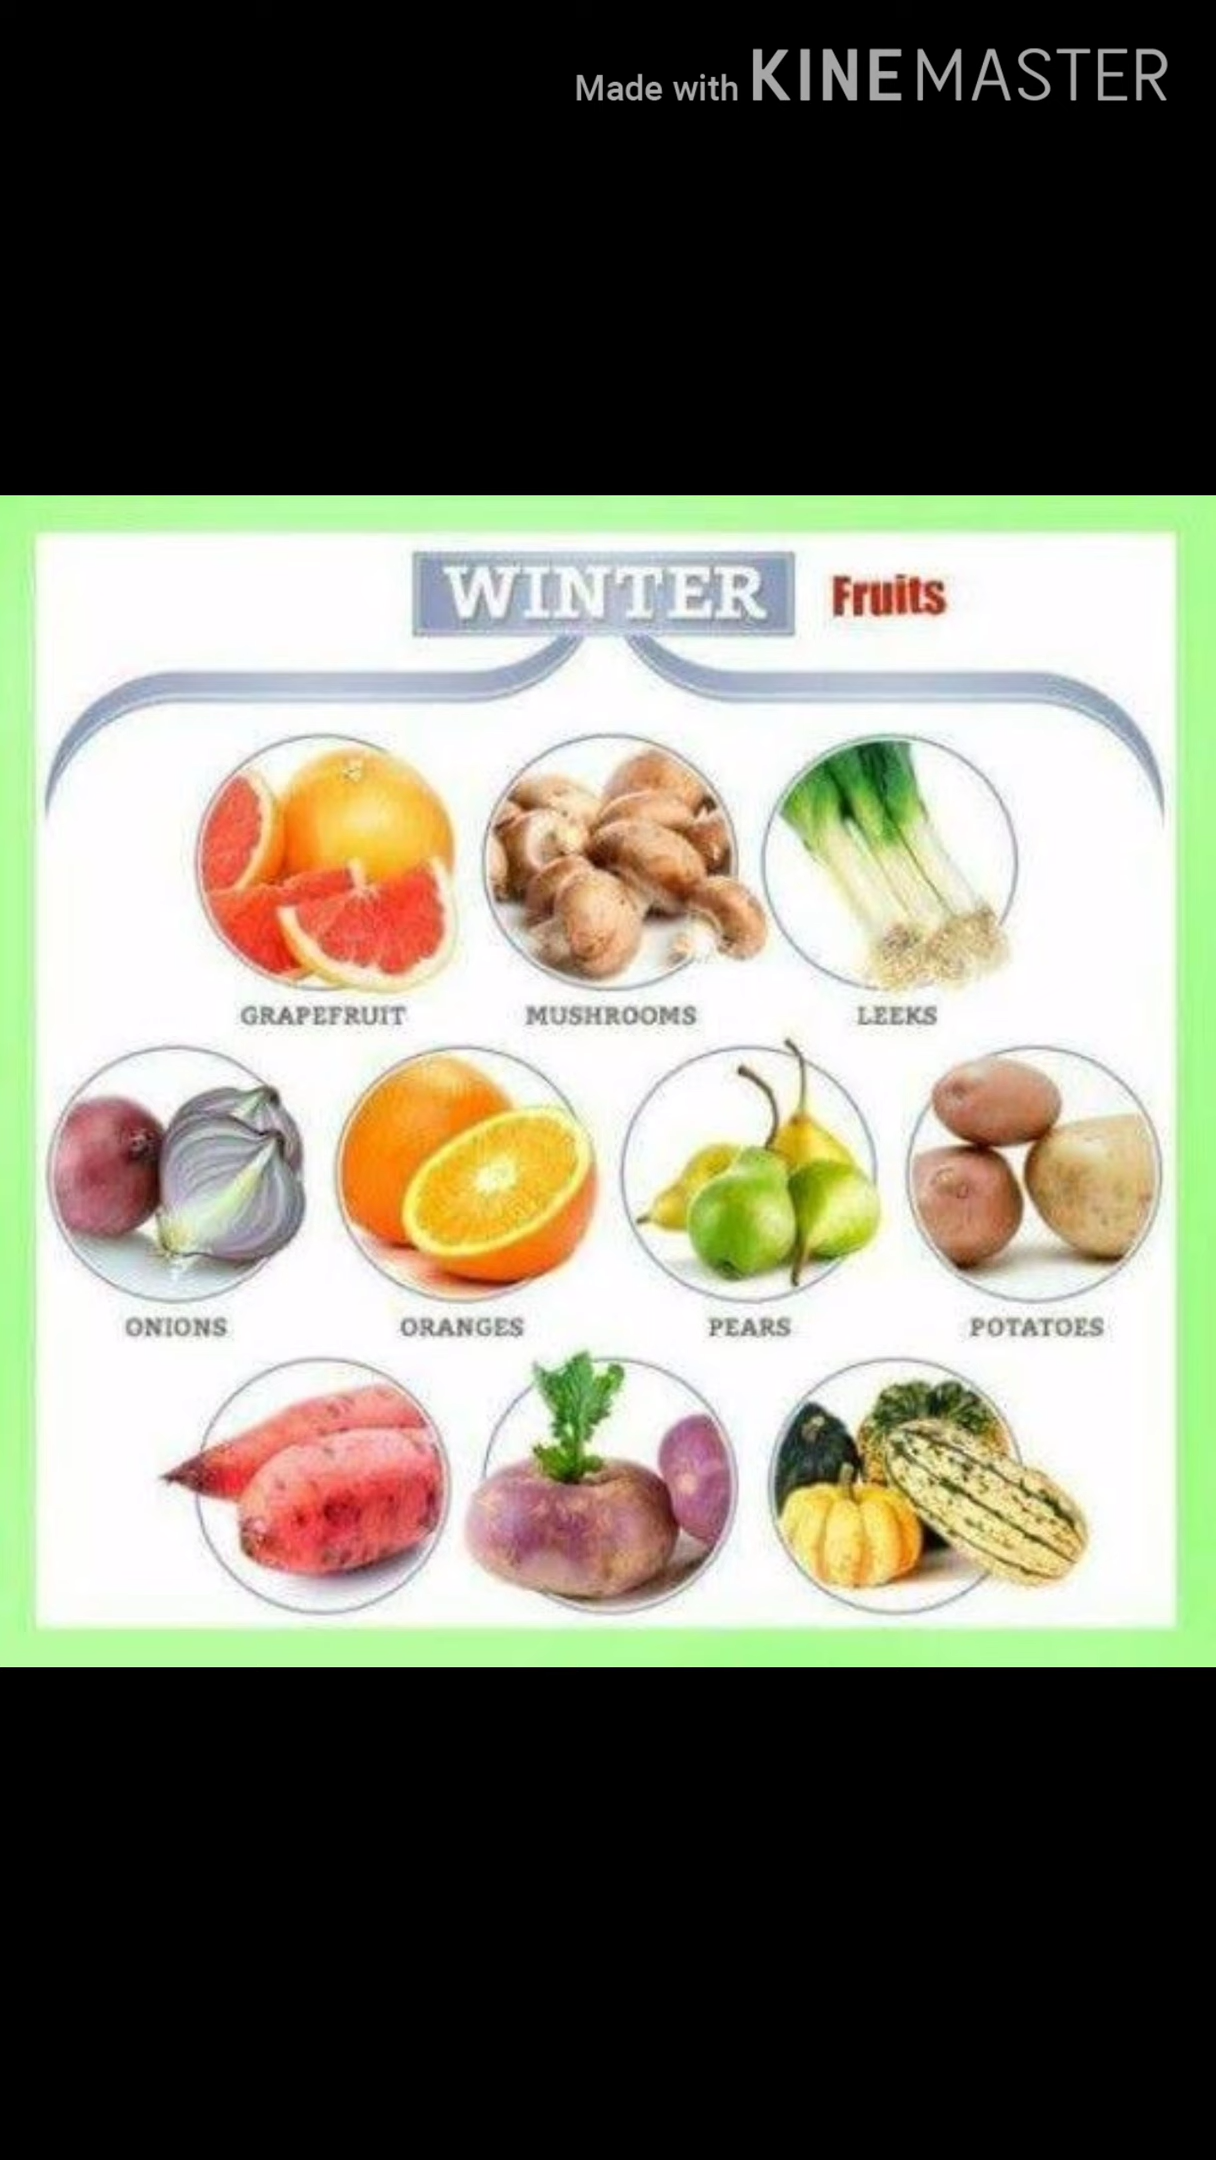 Made with KINEMASTER
WINTER Fruits
GRAPEFRUIT MUSHROOMS LEEKS
ONIONS ORANGES PEARS POTATOES